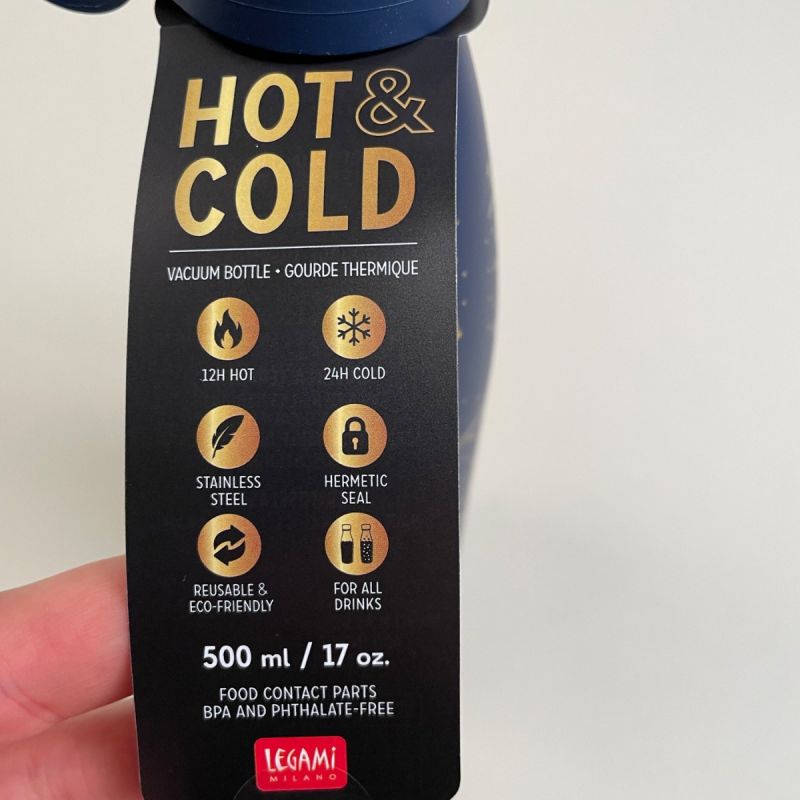 HOT&
COLD
VACUUM BOTTLE • GOURDE THERMIQUE
12H HOT
24H COLD
STAINLESS
STEEL
HERMETIC
SEAL
REUSABLE &
ECO-FRIENDLY
FOR ALL
DRINKS
500 ml / 17 oz.
FOOD CONTACT PARTS
BPA AND PHTHALATE-FREE
LEGAMi
MILANO